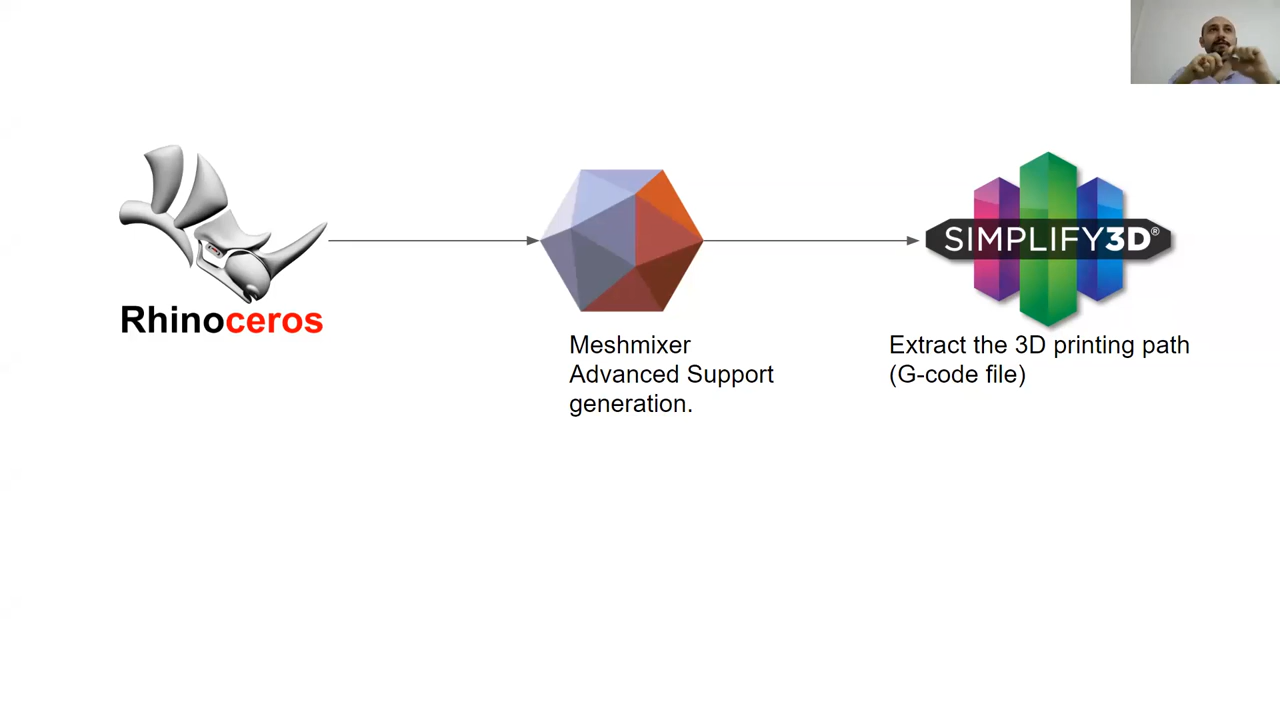 Rhinoceros
Meshmixer
Advanced Support
generation.
SIMPLIFY3D®
Extract the 3D printing path
(G-code file)